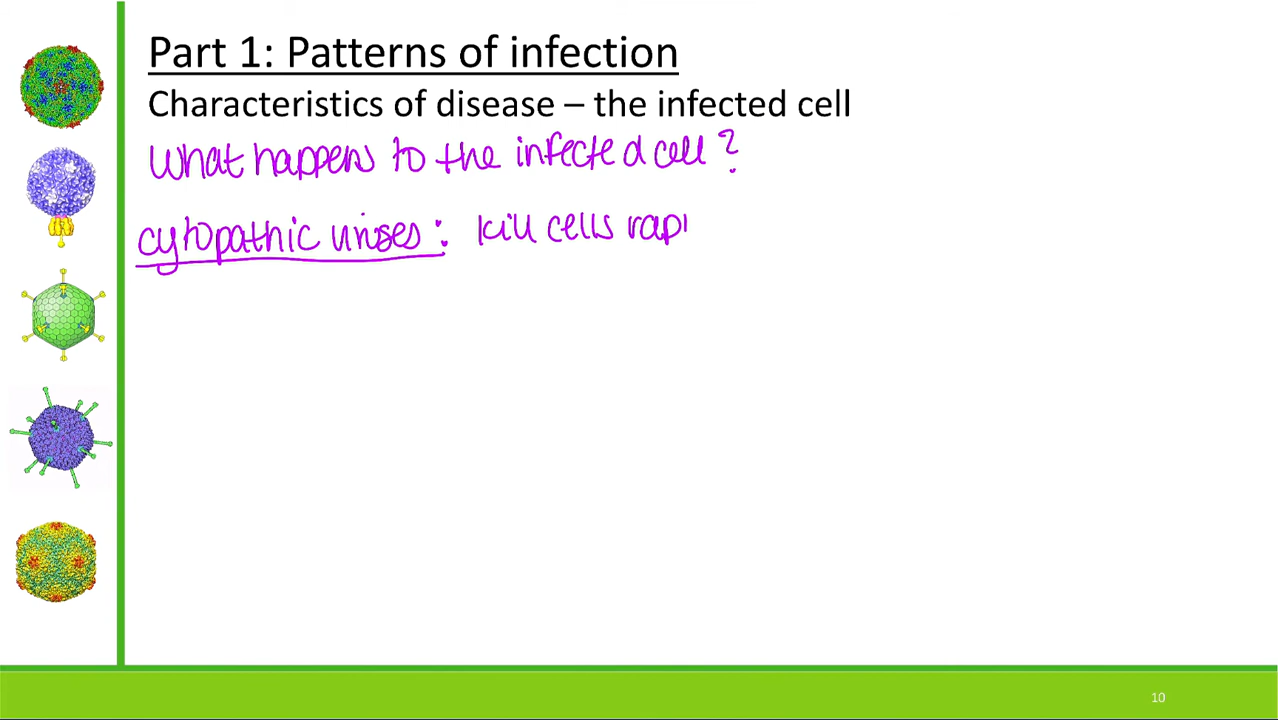 Part 1: Patterns of infection
Characteristics of disease – the infected cell
What happens to the infected cell?
cytopathic viruses: kill cells rapi
10